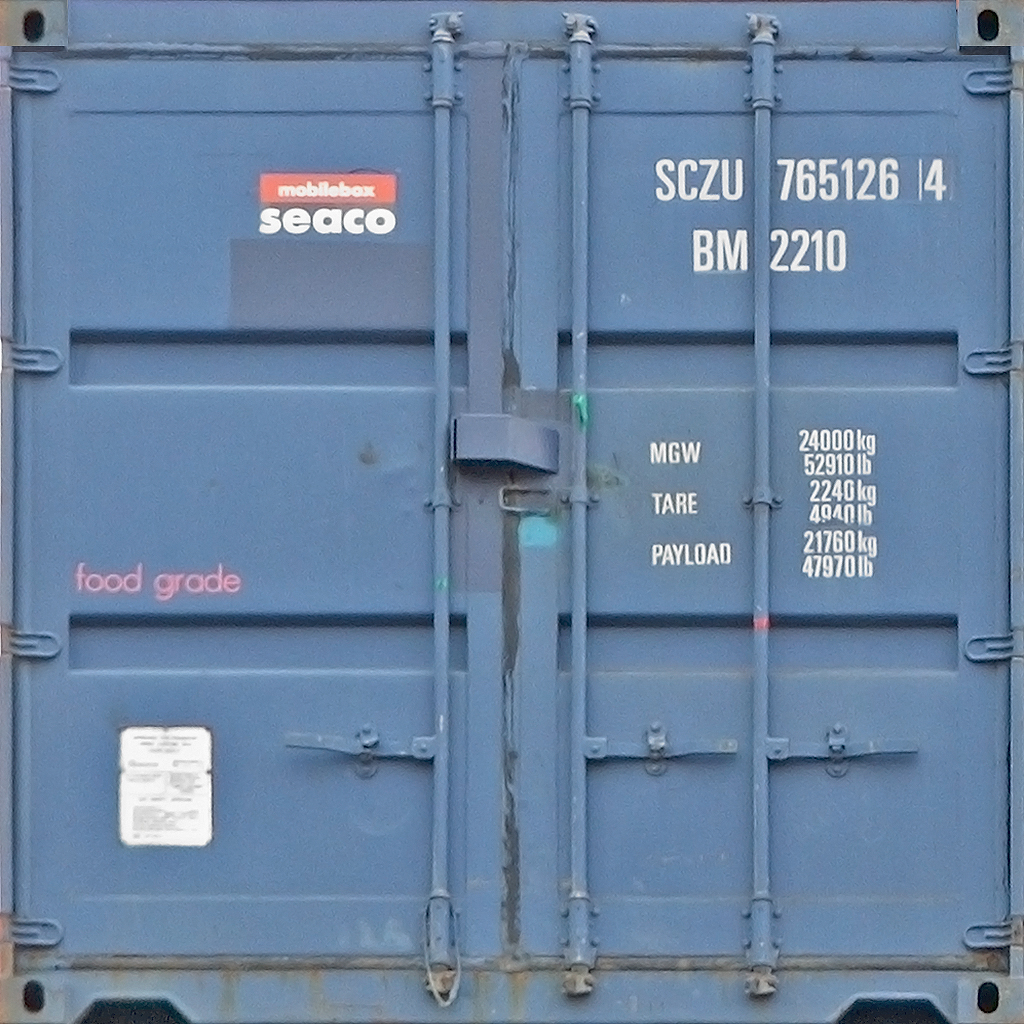 mobilebox
seaco
SCZU 765126 4
BM 2210
MGW 24000 kg
52910 lb
TARE 2240 kg
4940 lb
PAYLOAD 21760 kg
47970 lb
food grade